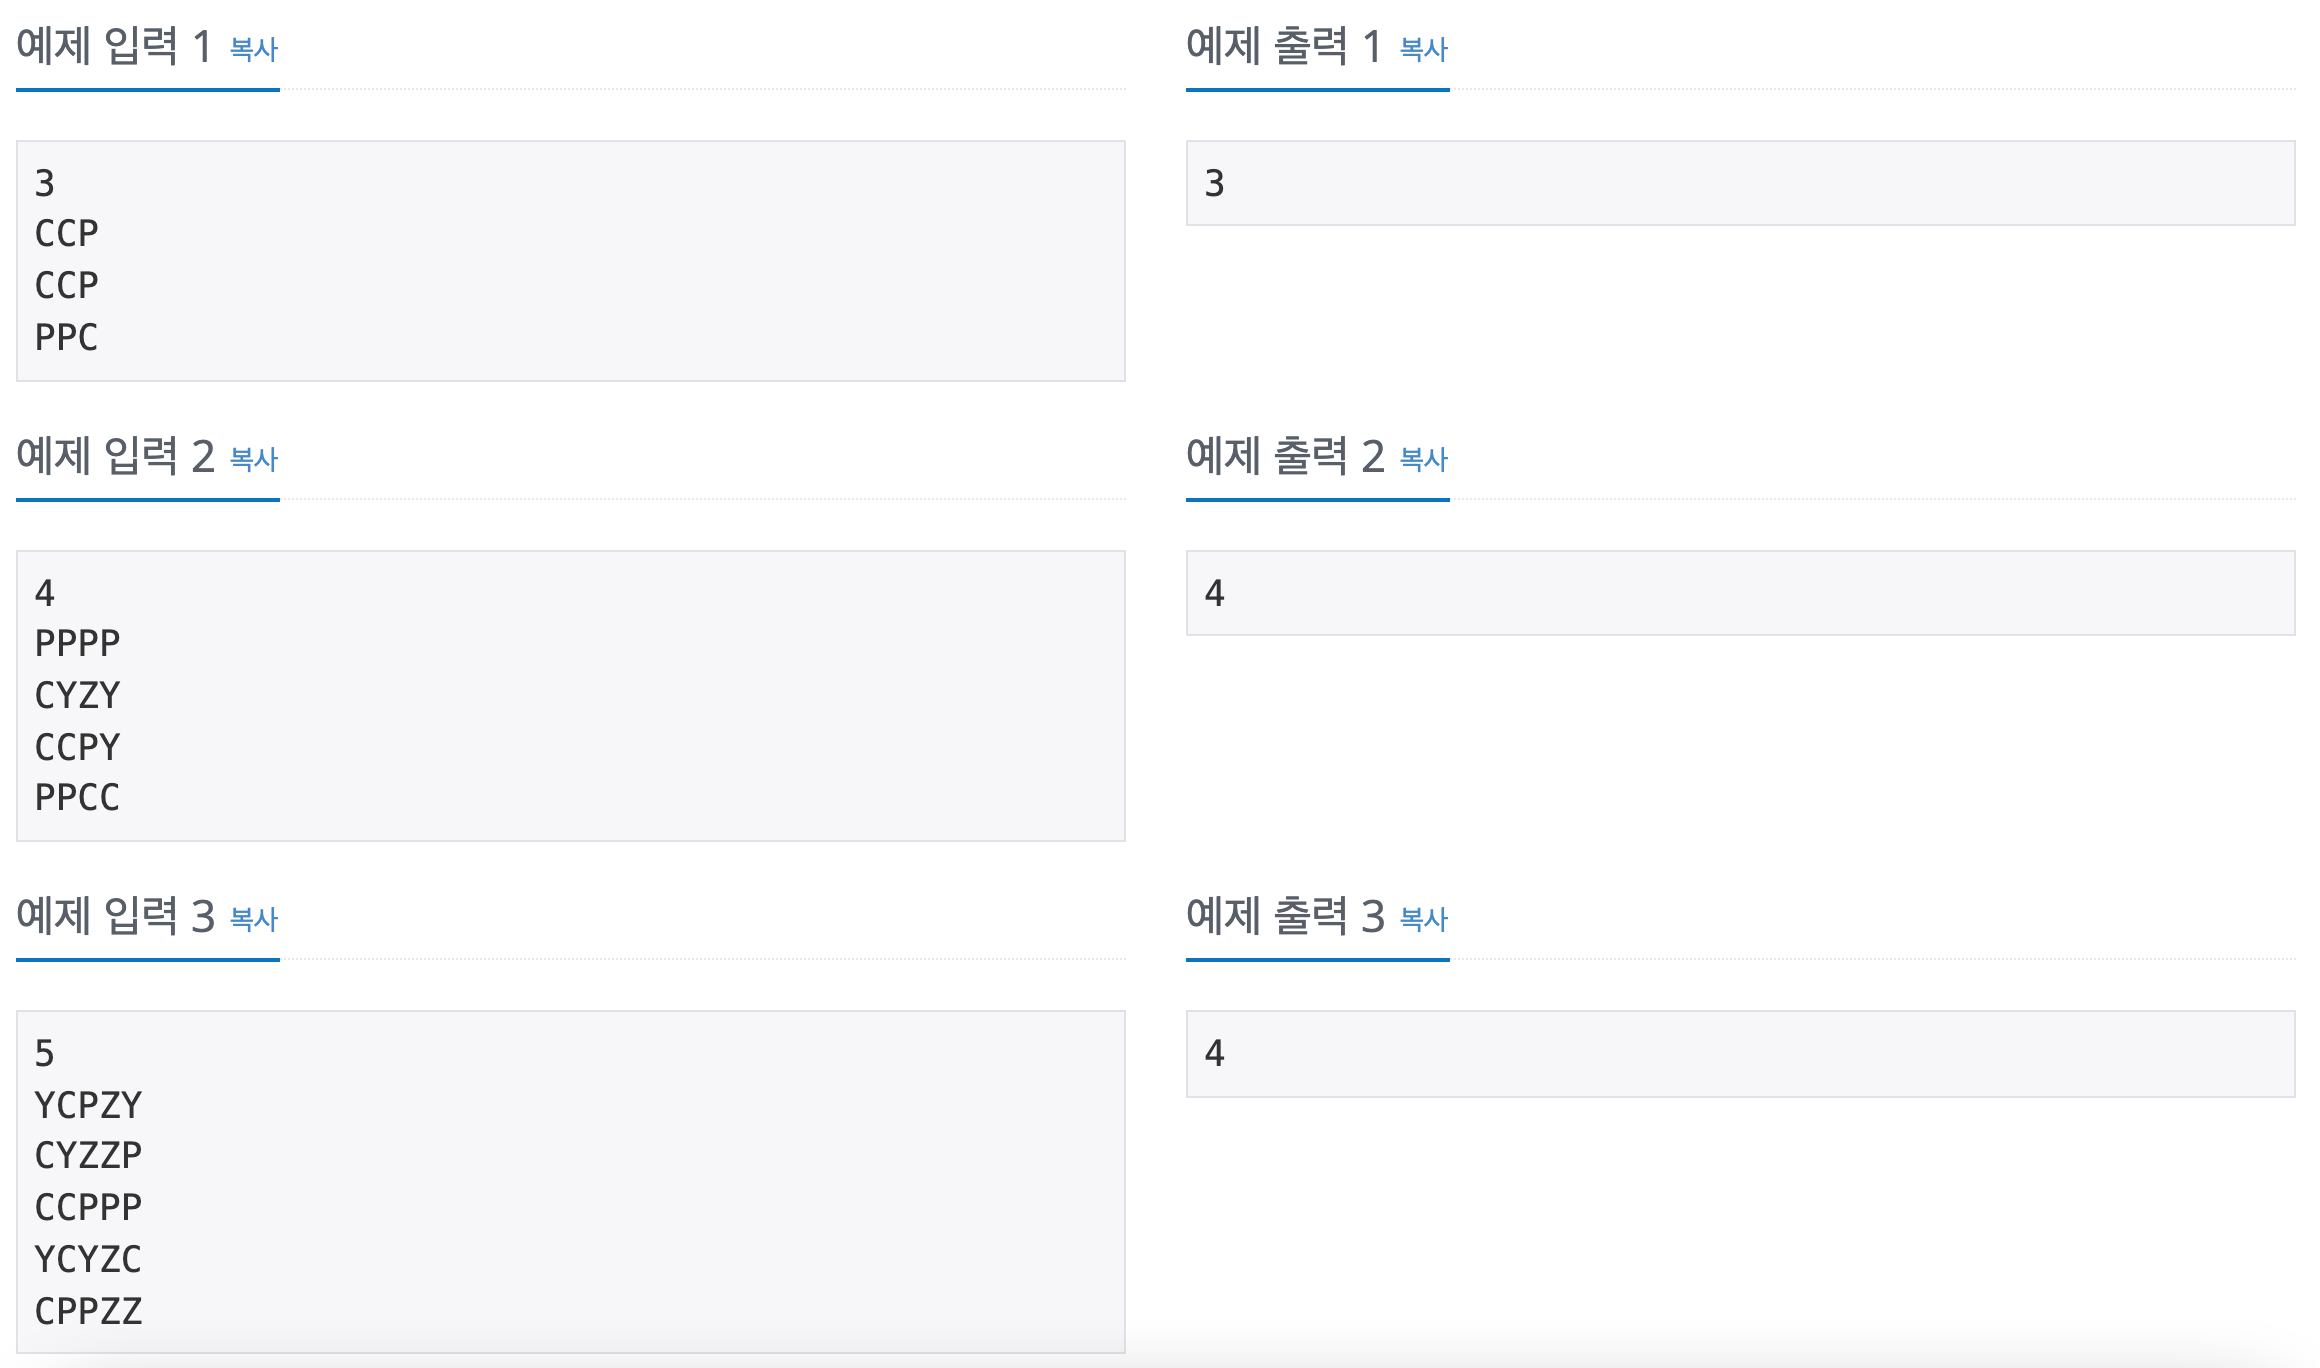 예제 입력 1 복사
예제 출력 1 복사
3
CCP
CCP
PPC
3
예제 입력 2 복사
예제 출력 2 복사
4
PPPP
CYZY
CCPY
PPCC
4
예제 입력 3 복사
예제 출력 3 복사
5
YCPZY
CYZZP
CCPPP
YCYZC
CPPZZ
4